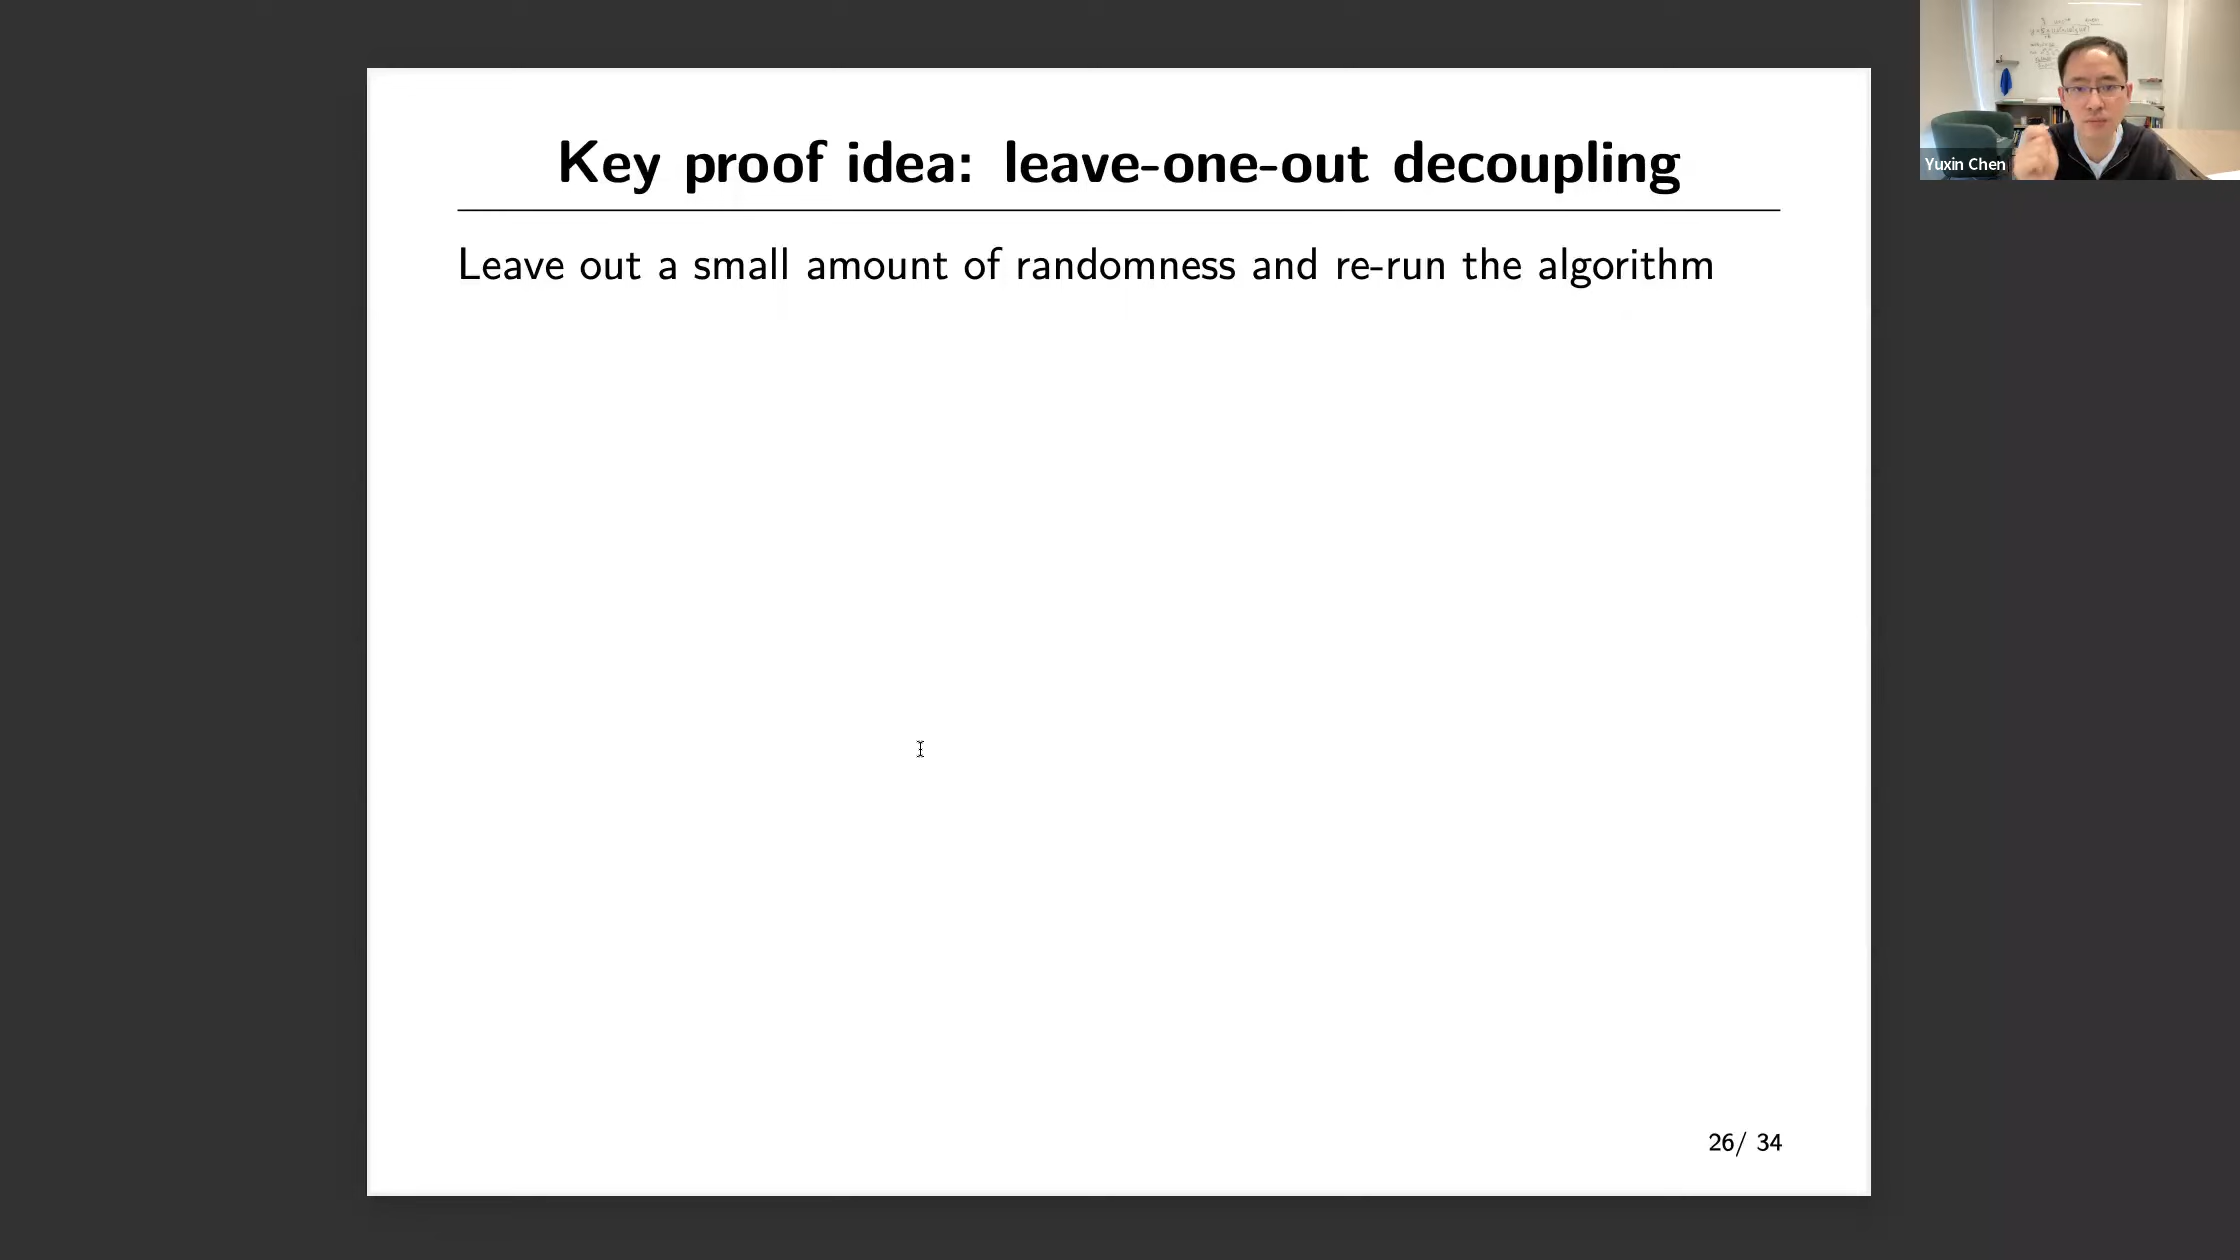 Key proof idea: leave-one-out decoupling
Leave out a small amount of randomness and re-run the algorithm
26/ 34
Yuxin Chen